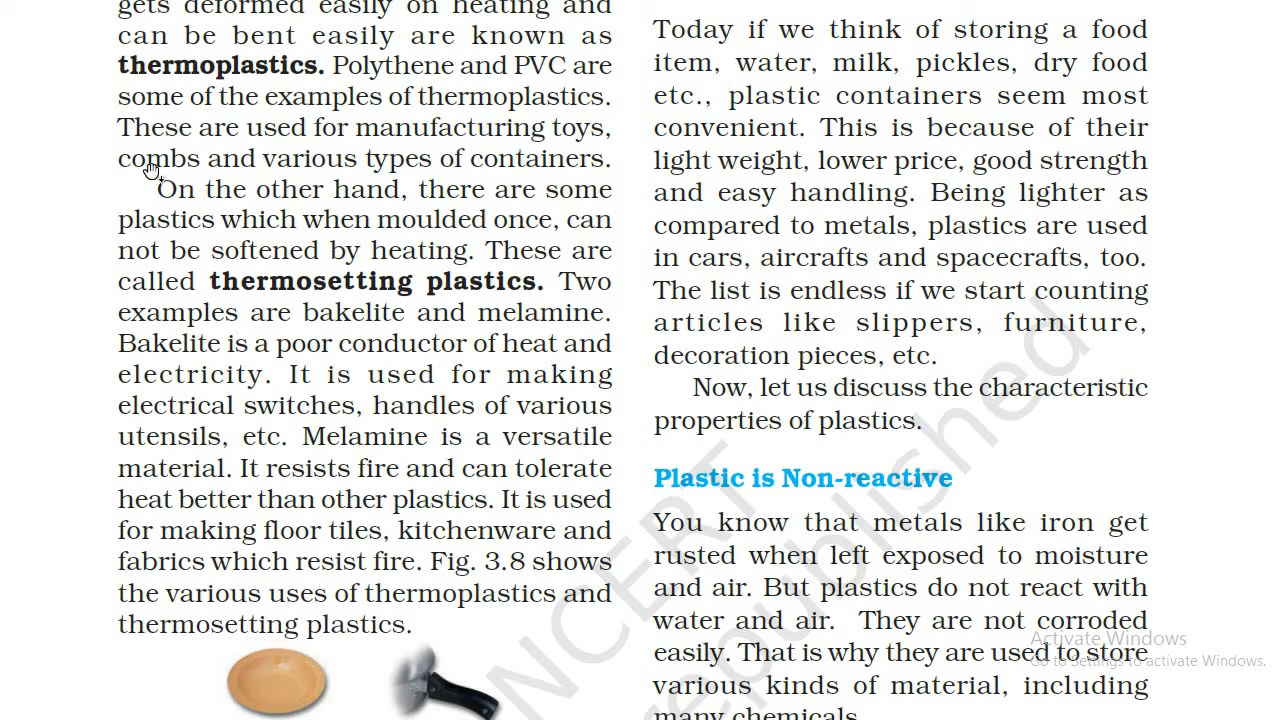 gets deformed easily on heating and
can be bent easily are known as
thermoplastics. Polythene and PVC are
some of the examples of thermoplastics.
These are used for manufacturing toys,
combs and various types of containers.
On the other hand, there are some
plastics which when moulded once, can
not be softened by heating. These are
called thermosetting plastics. Two
examples are bakelite and melamine.
Bakelite is a poor conductor of heat and
electricity. It is used for making
electrical switches, handles of various
utensils, etc. Melamine is a versatile
material. It resists fire and can tolerate
heat better than other plastics. It is used
for making floor tiles, kitchenware and
fabrics which resist fire. Fig. 3.8 shows
the various uses of thermoplastics and
thermosetting plastics.
Today if we think of storing a food
item, water, milk, pickles, dry food
etc., plastic containers seem most
convenient. This is because of their
light weight, lower price, good strength
and easy handling. Being lighter as
compared to metals, plastics are used
in cars, aircrafts and spacecrafts, too.
The list is endless if we start counting
articles like slippers, furniture,
decoration pieces, etc.
Now, let us discuss the characteristic
properties of plastics.
Plastic is Non-reactive
You know that metals like iron get
rusted when left exposed to moisture
and air. But plastics do not react with
water and air. They are not corroded
easily. That is why they are used to store
various kinds of material, including
many chemicals.
NCERT
republished
Activate Windows
Go to Settings to activate Windows.